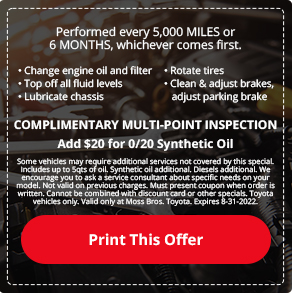 Performed every 5,000 MILES or
6 MONTHS, whichever comes first.
• Change engine oil and filter
• Top off all fluid levels
• Lubricate chassis
• Rotate tires
• Clean & adjust brakes,
adjust parking brake
COMPLIMENTARY MULTI-POINT INSPECTION
Add $20 for 0/20 Synthetic Oil
Some vehicles may require additional services not covered by this special.
Includes up to 5qts of oil. Synthetic oil additional. Diesels additional. We
encourage you to ask a service consultant about specific needs on your
model. Not valid on previous charges. Must present coupon when order is
written. Cannot be combined with discount card or other specials. Toyota
vehicles only. Valid only at Moss Bros. Toyota. Expires 8-31-2022.
Print This Offer